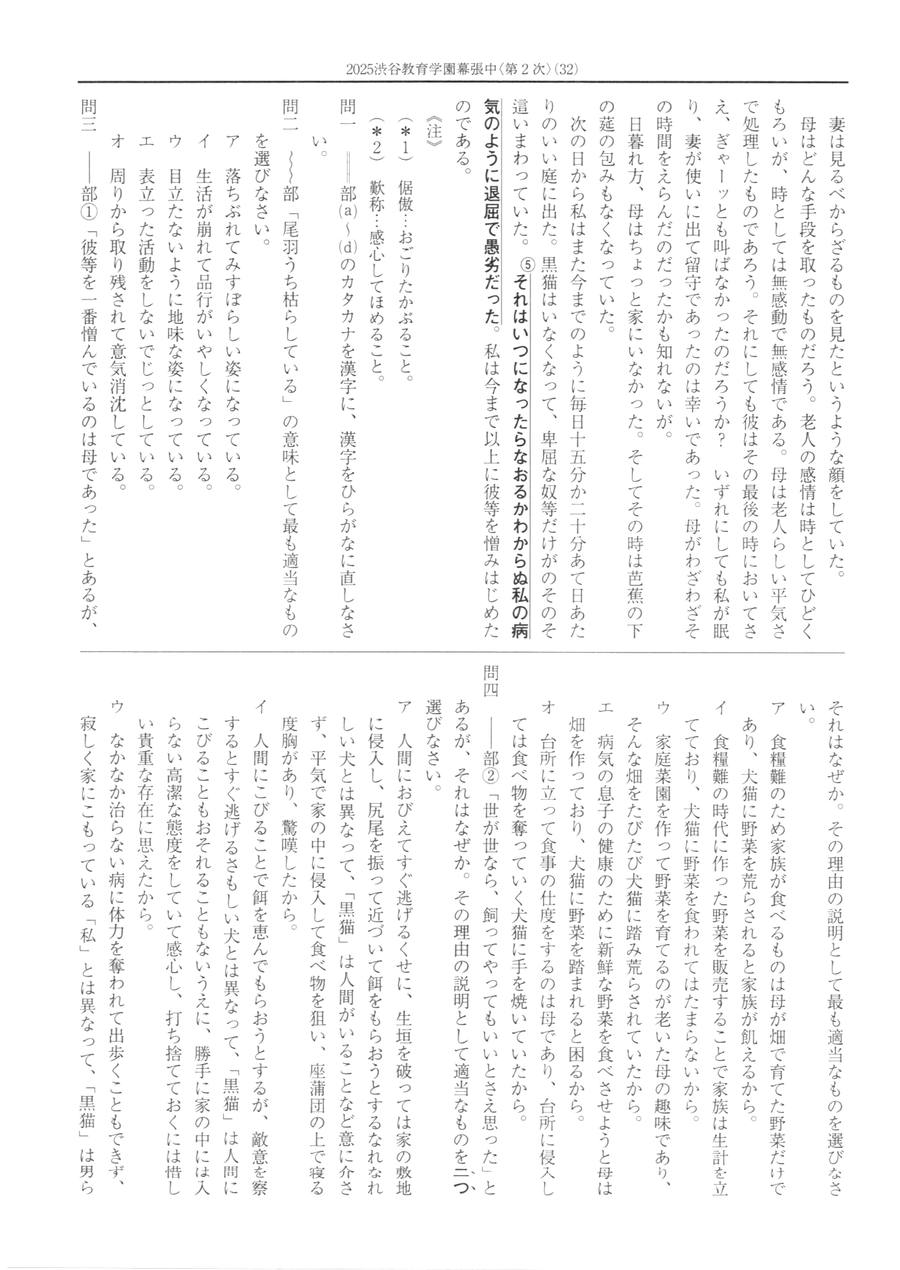 2025渋谷教育学園幕張中〈第2次〉(32)
妻は見るべからざるものを見たというような顔をしていた。
母はどんな手段を取ったものだろう。老人の感情は時としてひどく
もろいが、時としては無感動で無感情である。母は老人らしい平気さ
で処理したものであろう。それにしても彼はその最後の時においてさ
え、ぎゃーッとも叫ばなかったのだろうか? いずれにしても私が眠
り、妻が使いに出て留守であったのは幸いであった。母がわざわざそ
の時間をえらんだのだったかも知れないが。
日暮れ方、母はちょっと家にいなかった。そしてその時は芭蕉の下
の莚の包みもなくなっていた。
次の日から私はまた今までのように毎日十五分か二十分あて日あた
りのいい庭に出た。黒猫はいなくなって、卑屈な奴等だけがのそのそ
這いまわっていた。⑤それはいつになったらなおるかわからぬ私の病
気のように退屈で愚劣だった。私は今まで以上に彼等を憎みはじめた
のである。
《注》
(*1) 倨傲…おごりたかぶること。
(*2) 歎称…感心してほめること。
問一 ══部(a)～(d)のカタカナを漢字に、漢字をひらがなに直しなさ
い。
問二 〜〜部「尾羽うち枯らしている」の意味として最も適当なもの
を選びなさい。
ア 落ちぶれてみすぼらしい姿になっている。
イ 生活が崩れて品行がいやしくなっている。
ウ 目立たないように地味な姿になっている。
エ 表立った活動をしないでじっとしている。
オ 周りから取り残されて意気消沈している。
問三 ――部①「彼等を一番憎んでいるのは母であった」とあるが、
それはなぜか。その理由の説明として最も適当なものを選びなさ
い。
ア 食糧難のため家族が食べるものは母が畑で育てた野菜だけで
あり、犬猫に野菜を荒らされると家族が飢えるから。
イ 食糧難の時代に作った野菜を販売することで家族は生計を立
てており、犬猫に野菜を食われてはたまらないから。
ウ 家庭菜園を作って野菜を育てるのが老いた母の趣味であり、
そんな畑をたびたび犬猫に踏み荒らされていたから。
エ 病気の息子の健康のために新鮮な野菜を食べさせようと母は
畑を作っており、犬猫に野菜を踏まれると困るから。
オ 台所に立って食事の仕度をするのは母であり、台所に侵入し
ては食べ物を奪っていく犬猫に手を焼いていたから。
問四 ――部②「世が世なら、飼ってやってもいいとさえ思った」と
あるが、それはなぜか。その理由の説明として適当なものを二つ
選びなさい。
ア 人間におびえてすぐ逃げるくせに、生垣を破っては家の敷地
に侵入し、尻尾を振って近づいて餌をもらおうとするなれなれ
しい犬とは異なって、「黒猫」は人間がいることなど意に介さ
ず、平気で家の中に侵入して食べ物を狙い、座蒲団の上で寝る
度胸があり、驚嘆したから。
イ 人間にこびることで餌を恵んでもらおうとするが、敵意を察
するとすぐ逃げるさもしい犬とは異なって、「黒猫」は人間に
こびることもおそれることもないうえに、勝手に家の中には入
らない高潔な態度をしていて感心し、打ち捨てておくには惜し
い貴重な存在に思えたから。
ウ なかなか治らない病に体力を奪われて出歩くこともできず、
寂しく家にこもっている「私」とは異なって、「黒猫」は男ら